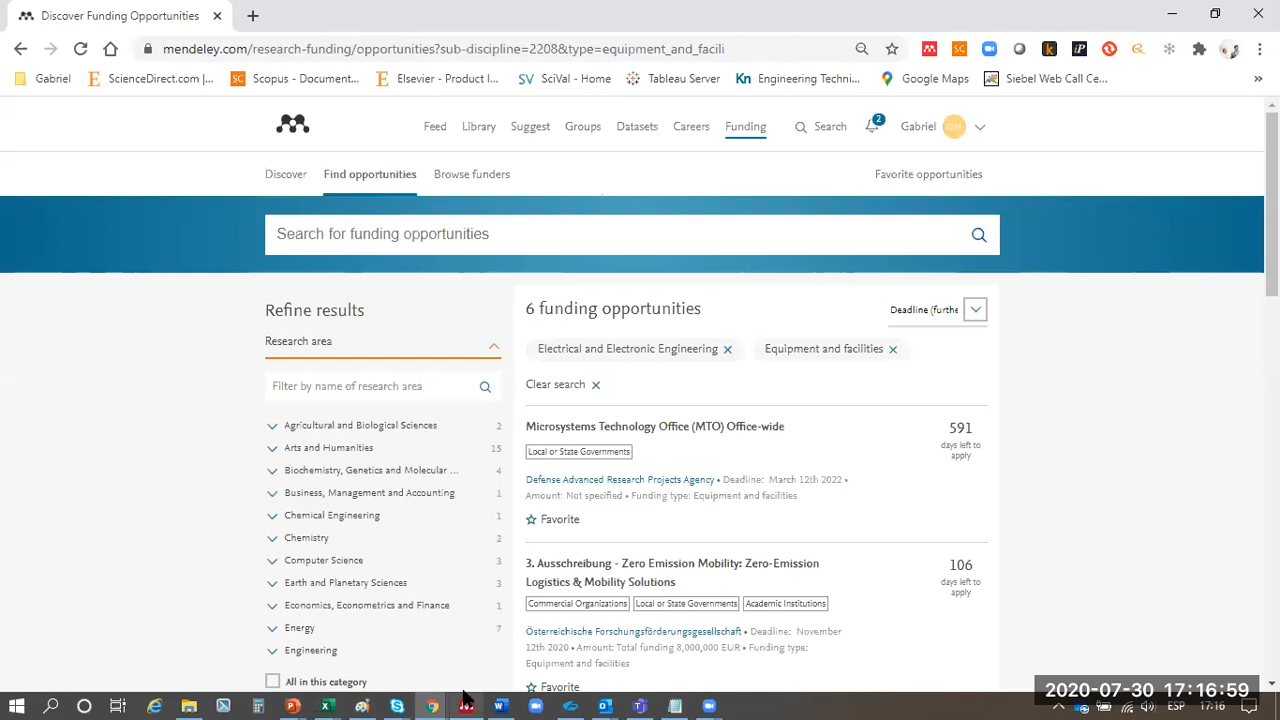 Discover Funding Opportunities
mendeley.com/research-funding/opportunities?sub-discipline=2208&type=equipment_and_facili
Gabriel
ScienceDirect.com |...
Scopus - Document...
Elsevier - Product I...
SciVal - Home
Tableau Server
Engineering Techni...
Google Maps
Siebel Web Call Ce...
Feed
Library
Suggest
Groups
Datasets
Careers
Funding
Search
2
Gabriel
GM
Discover
Find opportunities
Browse funders
Favorite opportunities
Search for funding opportunities
Refine results
Research area
Filter by name of research area
Agricultural and Biological Sciences 2
Arts and Humanities 15
Biochemistry, Genetics and Molecular ... 4
Business, Management and Accounting 1
Chemical Engineering 1
Chemistry 2
Computer Science 3
Earth and Planetary Sciences 3
Economics, Econometrics and Finance 1
Energy 7
Engineering
All in this category
6 funding opportunities
Deadline (furthe
Electrical and Electronic Engineering
Equipment and facilities
Clear search
Microsystems Technology Office (MTO) Office-wide
Local or State Governments
Defense Advanced Research Projects Agency • Deadline: March 12th 2022 •
Amount: Not specified • Funding type: Equipment and facilities
Favorite
591
days left to
apply
3. Ausschreibung - Zero Emission Mobility: Zero-Emission
Logistics & Mobility Solutions
Commercial Organizations
Local or State Governments
Academic Institutions
Österreichische Forschungsförderungsgesellschaft • Deadline: November
12th 2020 • Amount: Total funding 8,000,000 EUR • Funding type:
Equipment and facilities
Favorite
106
days left to
apply
2020-07-30 17:16:59
ESP
17:16